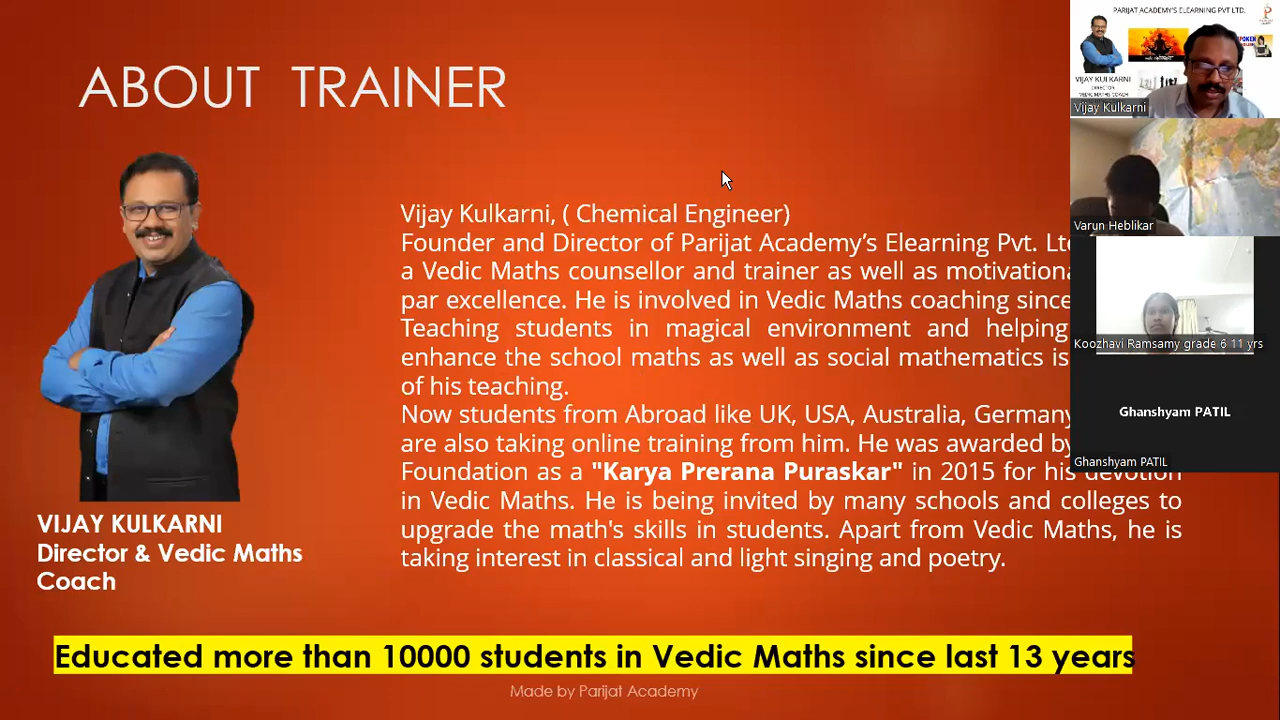 ABOUT TRAINER
Vijay Kulkarni, ( Chemical Engineer)
Founder and Director of Parijat Academy’s Elearning Pvt.
a Vedic Maths counsellor and trainer as well as
par excellence. He is involved in Vedic Maths coaching since
Teaching students in magical environment and helping
enhance the school maths as well as social mathematics is
of his teaching.
Now students from Abroad like UK, USA, Australia, Germany
are also taking online training from him. He was awarded by
Foundation as a "Karya Prerana Puraskar" in 2015 for his devotion
in Vedic Maths. He is being invited by many schools and colleges to
upgrade the math's skills in students. Apart from Vedic Maths, he is
taking interest in classical and light singing and poetry.
VIJAY KULKARNI
Director & Vedic Maths
Coach
Educated more than 10000 students in Vedic Maths since last 13 years
Made by Parijat Academy
PARIJAT ACADEMY'S ELEARNING PVT LTD.
VIJAY KULKARNI
DIRECTOR
VEDIC MATHS COACH
Vijay Kulkarni
Varun Heblikar
Koozhavi Ramsamy grade 6 11 yrs
Ghanshyam PATIL
Ghanshyam PATIL